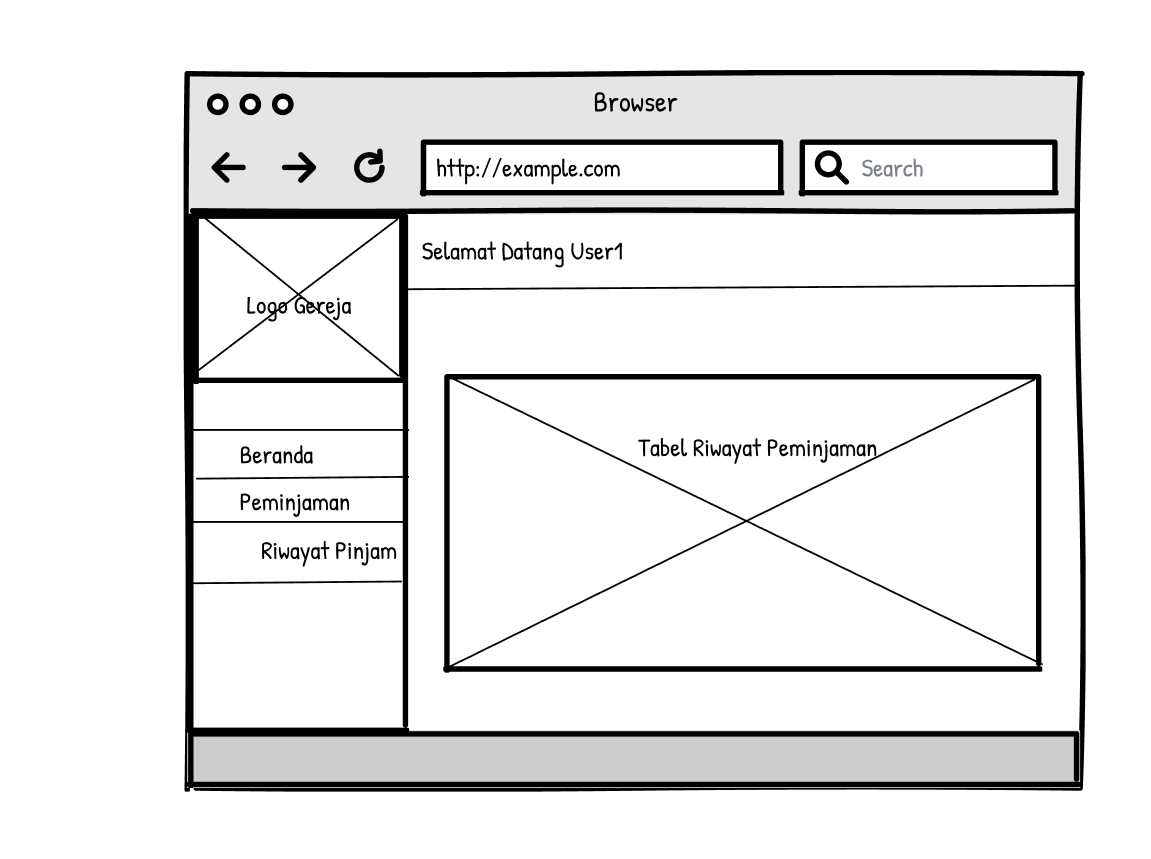 Browser
http://example.com
Search
Logo Gereja
Selamat Datang User1
Beranda
Peminjaman
Riwayat Pinjam
Tabel Riwayat Peminjaman